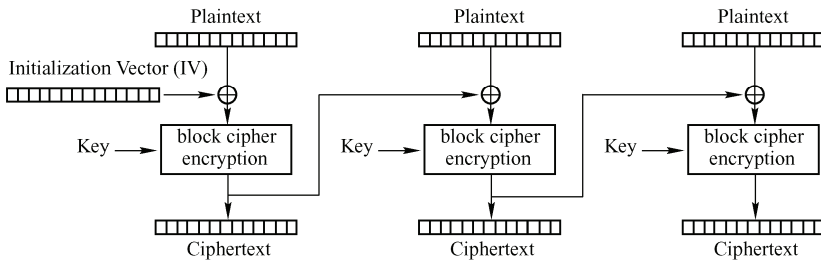 Plaintext
Plaintext
Plaintext
Initialization Vector (IV)
Key
block cipher
encryption
Key
block cipher
encryption
Key
block cipher
encryption
Ciphertext
Ciphertext
Ciphertext